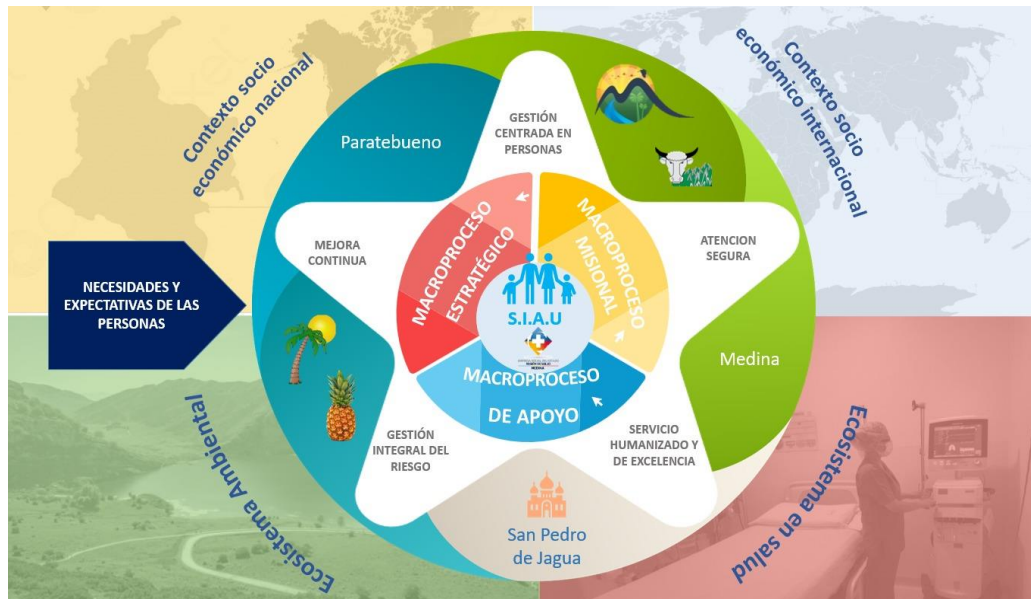 Contexto socio
económico nacional
Contexto socio
económico internacional
Paratebueno
GESTIÓN
CENTRADA EN
PERSONAS
MEJORA
CONTINUA
ATENCION
SEGURA
MACROPROCESO
ESTRATÉGICO
MACROPROCESO
MISIONAL
NECESIDADES Y
EXPECTATIVAS DE LAS
PERSONAS
S.I.A.U
Medina
MACROPROCESO
DE APOYO
GESTIÓN
INTEGRAL DEL
RIESGO
SERVICIO
HUMANIZADO Y
DE EXCELENCIA
San Pedro
de Jagua
Ecosistema Ambiental
Ecosistema en salud